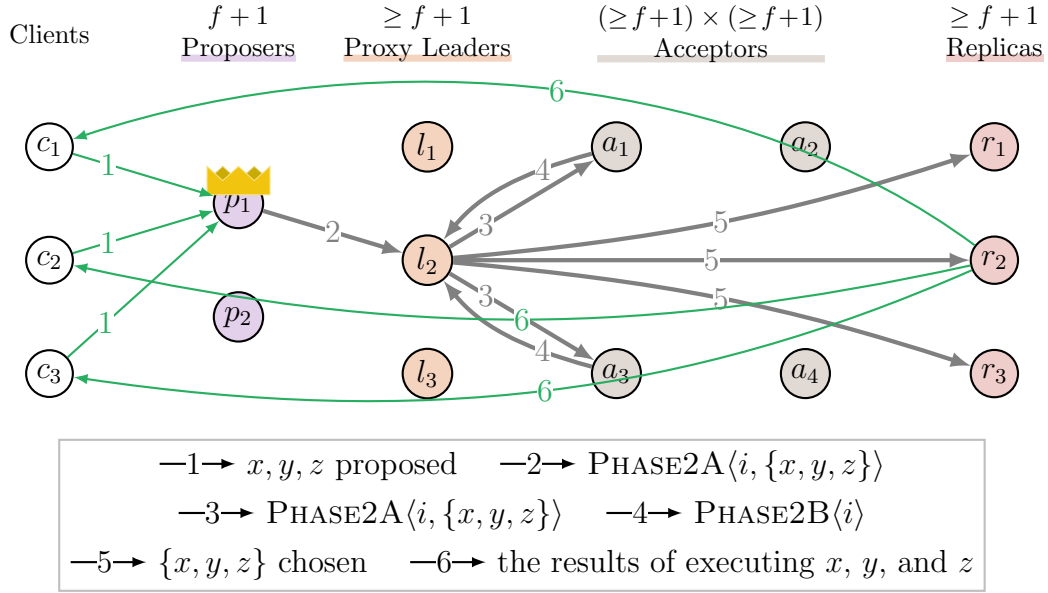 Clients
f + 1
Proposers
≥ f + 1
Proxy Leaders
(≥ f+1) × (≥ f+1)
Acceptors
≥ f + 1
Replicas
6
c₁ l₁ a₁ a₂ r₁
1 4
p₁
2 3 5
1
c₂ l₂ 5 r₂
3 5
1 p₂ 6
4
c₃ l₃ a₃ a₄ r₃
6
1 x, y, z proposed 2 PHASE2A⟨i, {x, y, z}⟩
3 PHASE2A⟨i, {x, y, z}⟩ 4 PHASE2B⟨i⟩
5 {x, y, z} chosen 6 the results of executing x, y, and z